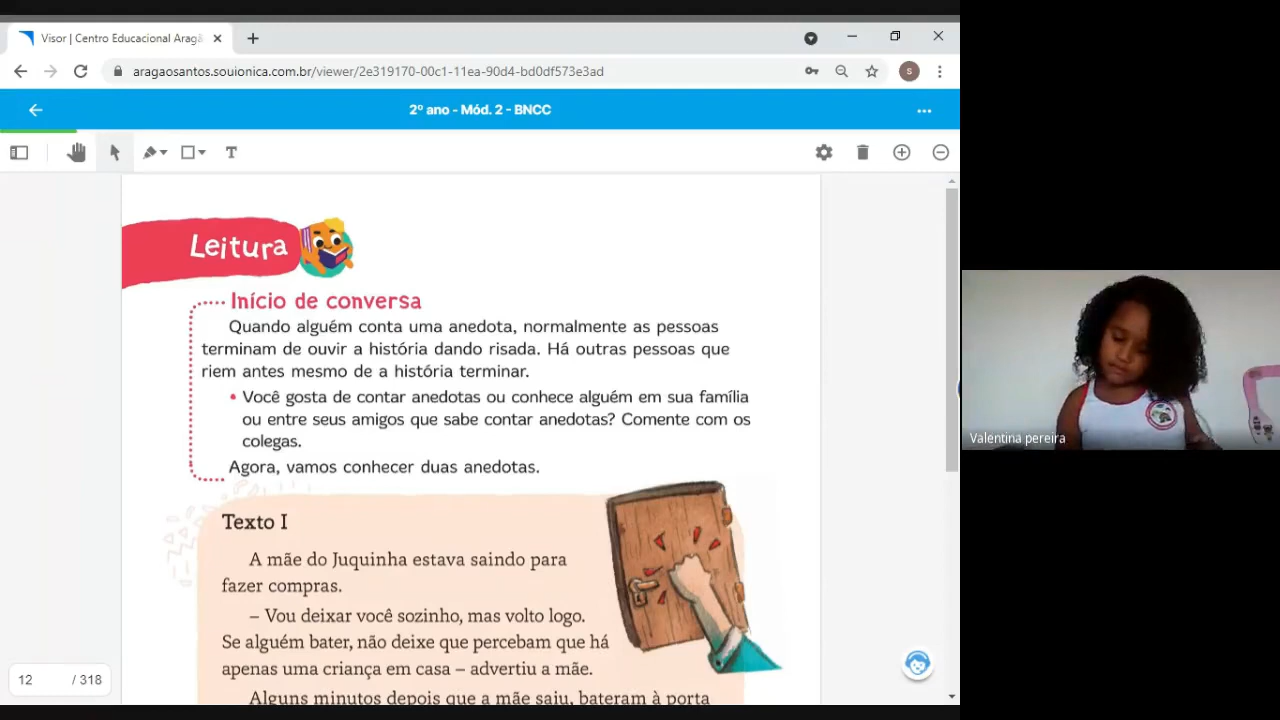 Visor | Centro Educacional Aragã
aragaosantos.souionica.com.br/viewer/2e319170-00c1-11ea-90d4-bd0df573e3ad
S
2º ano - Mód. 2 - BNCC
T
Leitura
Início de conversa
Quando alguém conta uma anedota, normalmente as pessoas
terminam de ouvir a história dando risada. Há outras pessoas que
riem antes mesmo de a história terminar.
• Você gosta de contar anedotas ou conhece alguém em sua família
ou entre seus amigos que sabe contar anedotas? Comente com os
colegas.
Agora, vamos conhecer duas anedotas.
Texto I
A mãe do Juquinha estava saindo para
fazer compras.
– Vou deixar você sozinho, mas volto logo.
Se alguém bater, não deixe que percebam que há
apenas uma criança em casa – advertiu a mãe.
Alguns minutos depois que a mãe saiu, bateram à porta
12 / 318
Valentina pereira